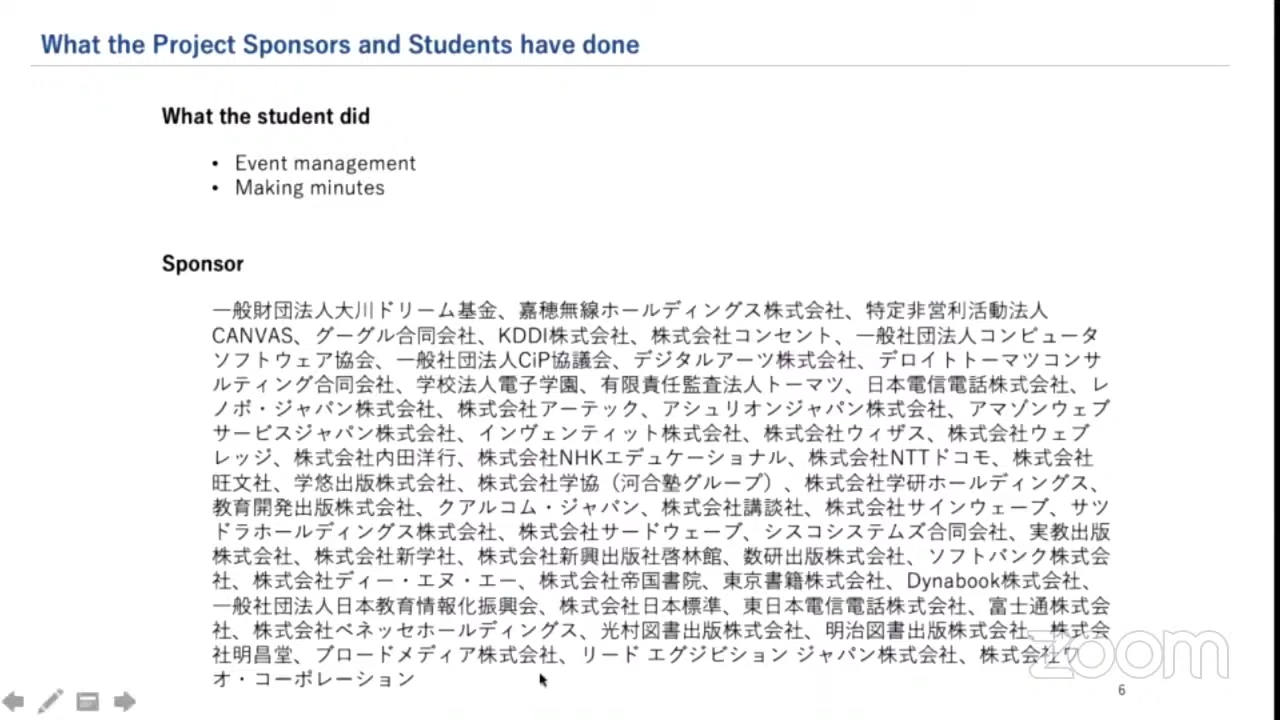 What the Project Sponsors and Students have done
What the student did
• Event management
• Making minutes
Sponsor
一般財団法人大川ドリーム基金、嘉穂無線ホールディングス株式会社、特定非営利活動法人
CANVAS、グーグル合同会社、KDDI株式会社、株式会社コンセント、一般社団法人コンピュータ
ソフトウェア協会、一般社団法人CiP協議会、デジタルアーツ株式会社、デロイトトーマツコンサ
ルティング合同会社、学校法人電子学園、有限責任監査法人トーマツ、日本電信電話株式会社、レ
ノボ・ジャパン株式会社、株式会社アーテック、アシュリオンジャパン株式会社、アマゾンウェブ
サービスジャパン株式会社、インヴェンティット株式会社、株式会社ウィザス、株式会社ウェブ
レッジ、株式会社内田洋行、株式会社NHKエデュケーショナル、株式会社NTTドコモ、株式会社
旺文社、学悠出版株式会社、株式会社学協（河合塾グループ）、株式会社学研ホールディングス、
教育開発出版株式会社、クアルコム・ジャパン、株式会社講談社、株式会社サインウェーブ、サツ
ドラホールディングス株式会社、株式会社サードウェーブ、シスコシステムズ合同会社、実教出版
株式会社、株式会社新学社、株式会社新興出版社啓林館、数研出版株式会社、ソフトバンク株式会
社、株式会社ディー・エヌ・エー、株式会社帝国書院、東京書籍株式会社、Dynabook株式会社、
一般社団法人日本教育情報化振興会、株式会社日本標準、東日本電信電話株式会社、富士通株式会
社、株式会社ベネッセホールディングス、光村図書出版株式会社、明治図書出版株式会社、株式会
社明昌堂、ブロードメディア株式会社、リード エグジビション ジャパン株式会社、株式会社ワ
オ・コーポレーション
zoom
6